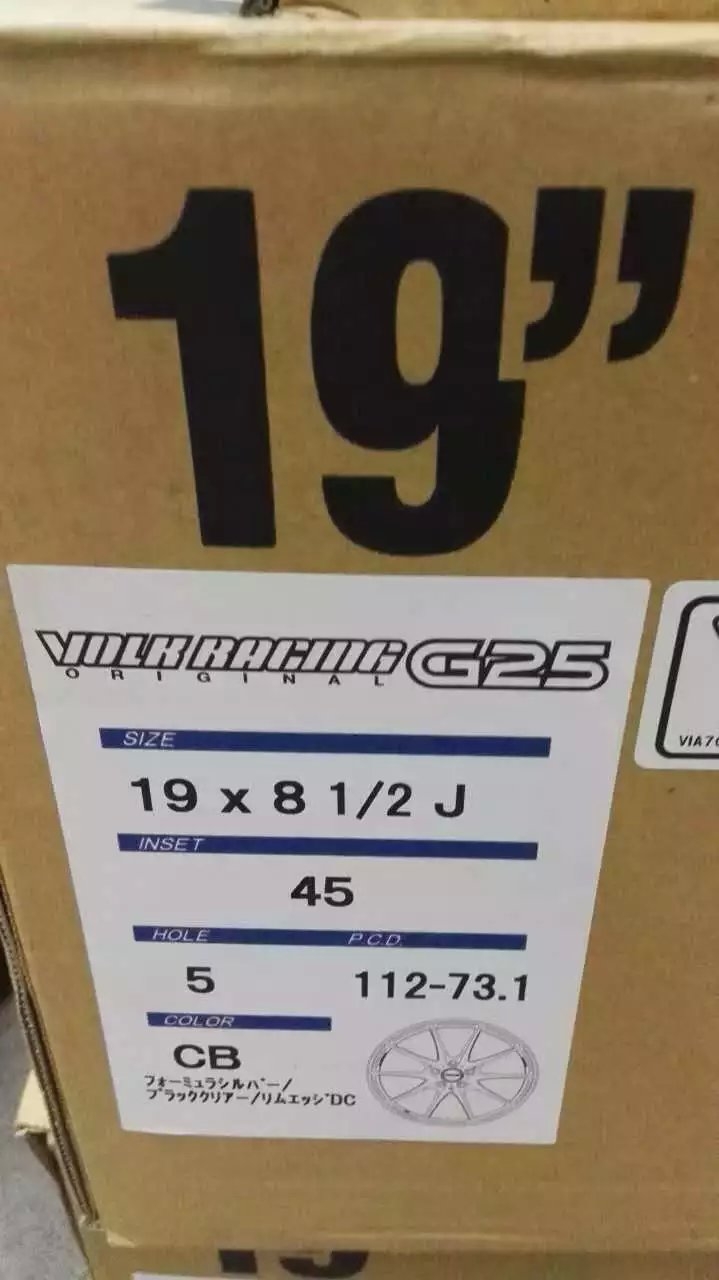 19”
VOLK RACING G25
ORIGINAL
SIZE
19 x 8 1/2 J
INSET
45
HOLE P.C.D.
5 112-73.1
COLOR
CB
フォーミュラシルバー/
ブラッククリアー/リムエッジDC